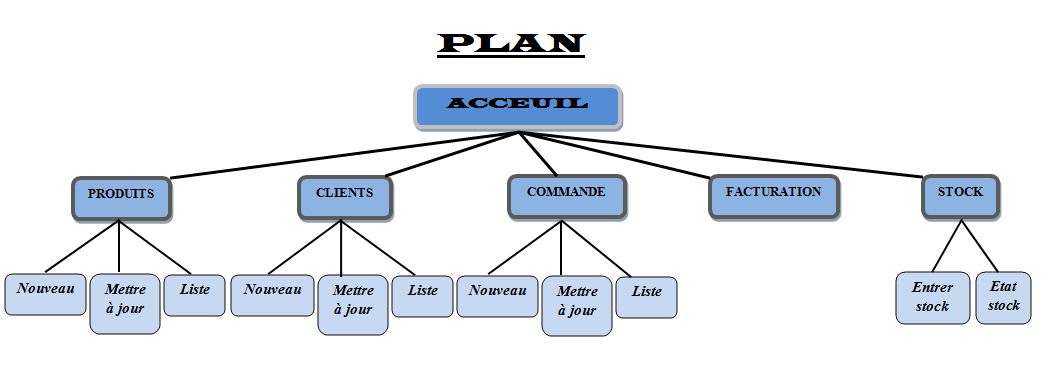 PLAN
ACCEUIL
PRODUITS
CLIENTS
COMMANDE
FACTURATION
STOCK
Nouveau
Mettre
à jour
Liste
Nouveau
Mettre
à jour
Liste
Nouveau
Mettre
à jour
Liste
Entrer
stock
Etat
stock